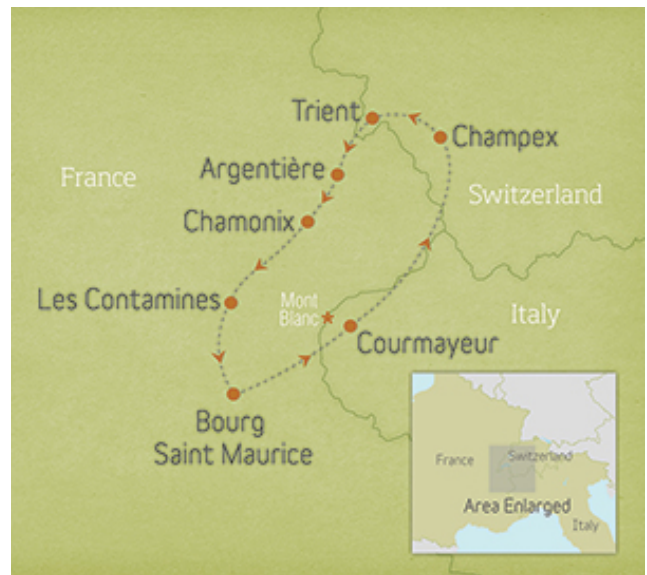 Trient
Champex
Argentière
France
Switzerland
Chamonix
Les Contamines
Mont
Blanc
Italy
Courmayeur
Bourg
Saint Maurice
France
Switzerland
Area Enlarged
Italy